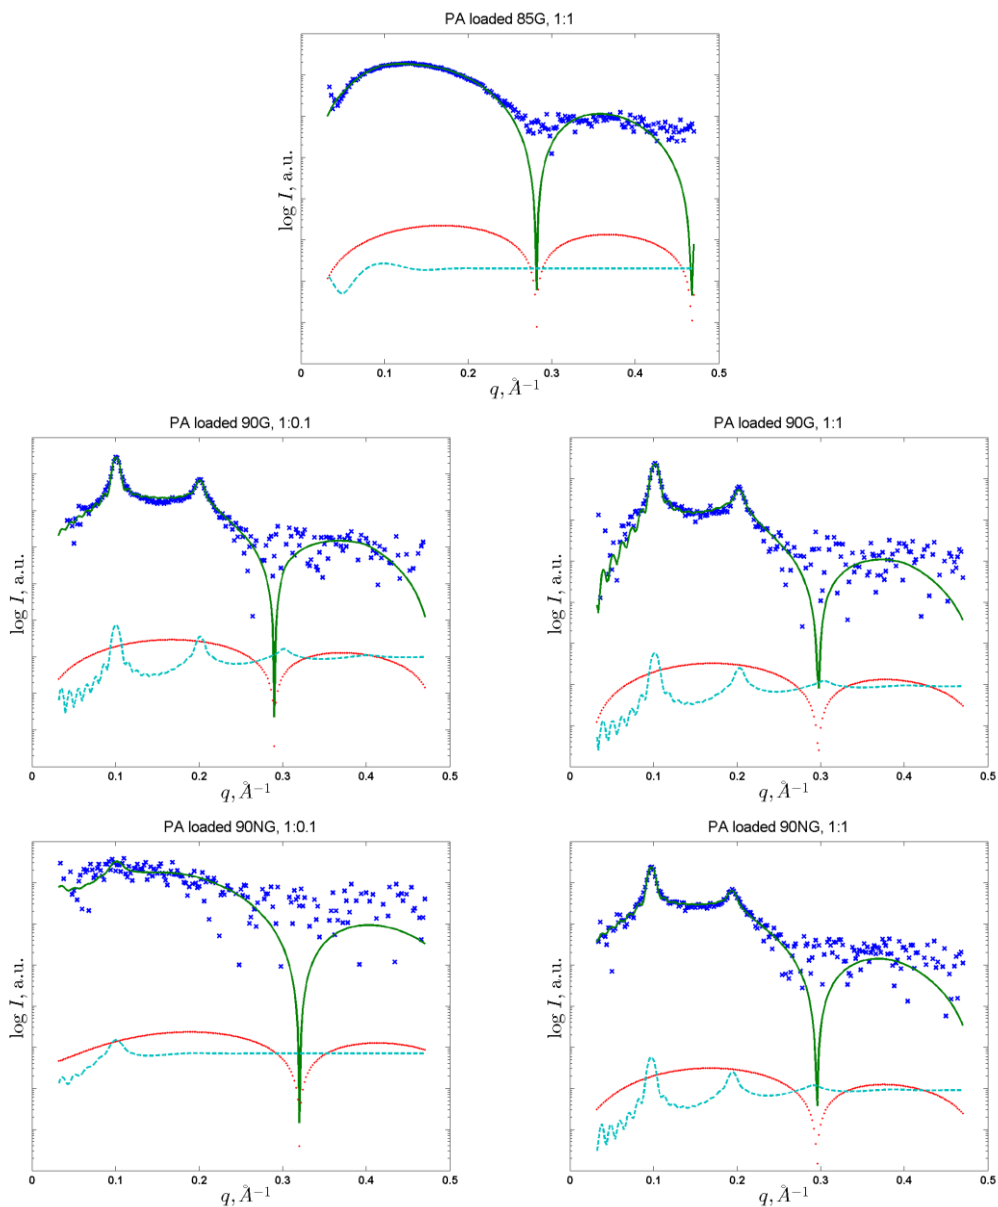 PA loaded 85G, 1:1
log I, a.u.
0 0.1 0.2 0.3 0.4 0.5
q, Å⁻¹
PA loaded 90G, 1:0.1
log I, a.u.
0 0.1 0.2 0.3 0.4 0.5
q, Å⁻¹
PA loaded 90G, 1:1
log I, a.u.
0 0.1 0.2 0.3 0.4 0.5
q, Å⁻¹
PA loaded 90NG, 1:0.1
log I, a.u.
0 0.1 0.2 0.3 0.4 0.5
q, Å⁻¹
PA loaded 90NG, 1:1
log I, a.u.
0 0.1 0.2 0.3 0.4 0.5
q, Å⁻¹